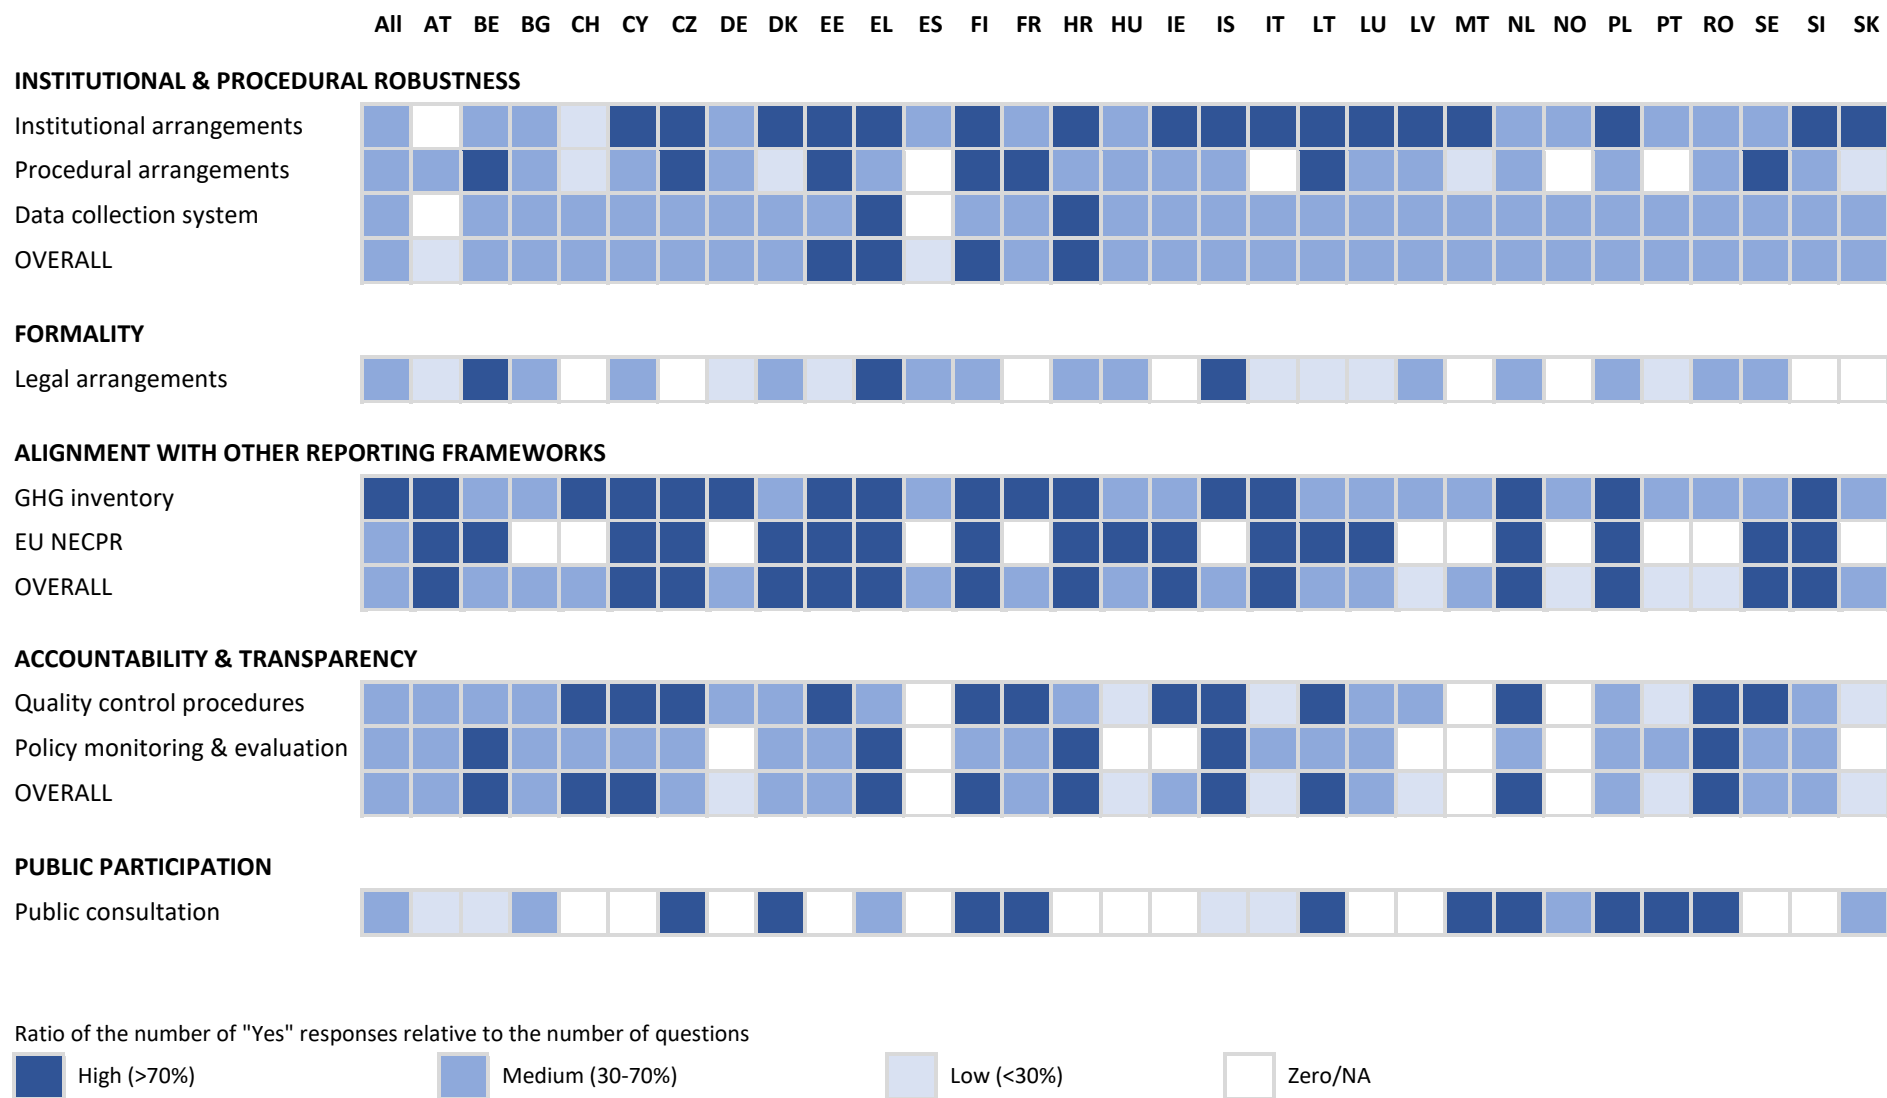 All AT BE BG CH CY CZ DE DK EE EL ES FI FR HR HU IE IS IT LT LU LV MT NL NO PL PT RO SE SI SK
INSTITUTIONAL & PROCEDURAL ROBUSTNESS
Institutional arrangements
Procedural arrangements
Data collection system
OVERALL
FORMALITY
Legal arrangements
ALIGNMENT WITH OTHER REPORTING FRAMEWORKS
GHG inventory
EU NECPR
OVERALL
ACCOUNTABILITY & TRANSPARENCY
Quality control procedures
Policy monitoring & evaluation
OVERALL
PUBLIC PARTICIPATION
Public consultation
Ratio of the number of "Yes" responses relative to the number of questions
High (>70%) Medium (30-70%) Low (<30%) Zero/NA